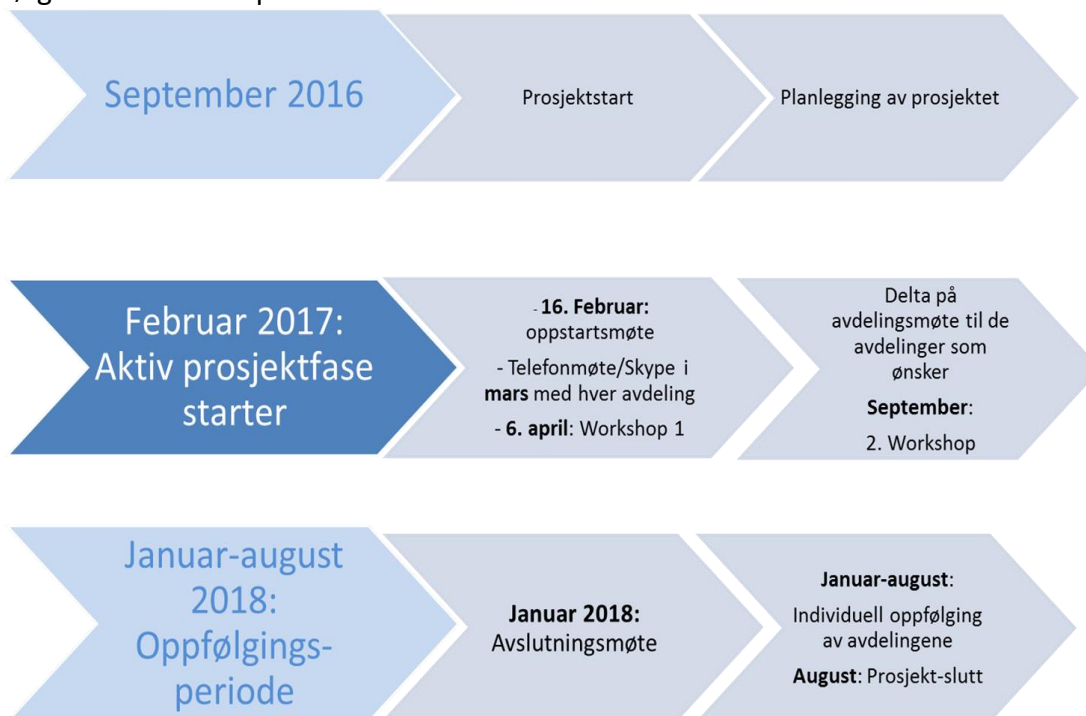 September 2016
Prosjektstart
Planlegging av prosjektet
Februar 2017:
Aktiv prosjektfase
starter
- 16. Februar:
oppstartsmøte
- Telefonmøte/Skype i
mars med hver avdeling
- 6. april: Workshop 1
Delta på
avdelingsmøte til de
avdelinger som
ønsker
September:
2. Workshop
Januar-august
2018:
Oppfølgings-
periode
Januar 2018:
Avslutningsmøte
Januar-august:
Individuell oppfølging
av avdelingene
August: Prosjekt-slutt